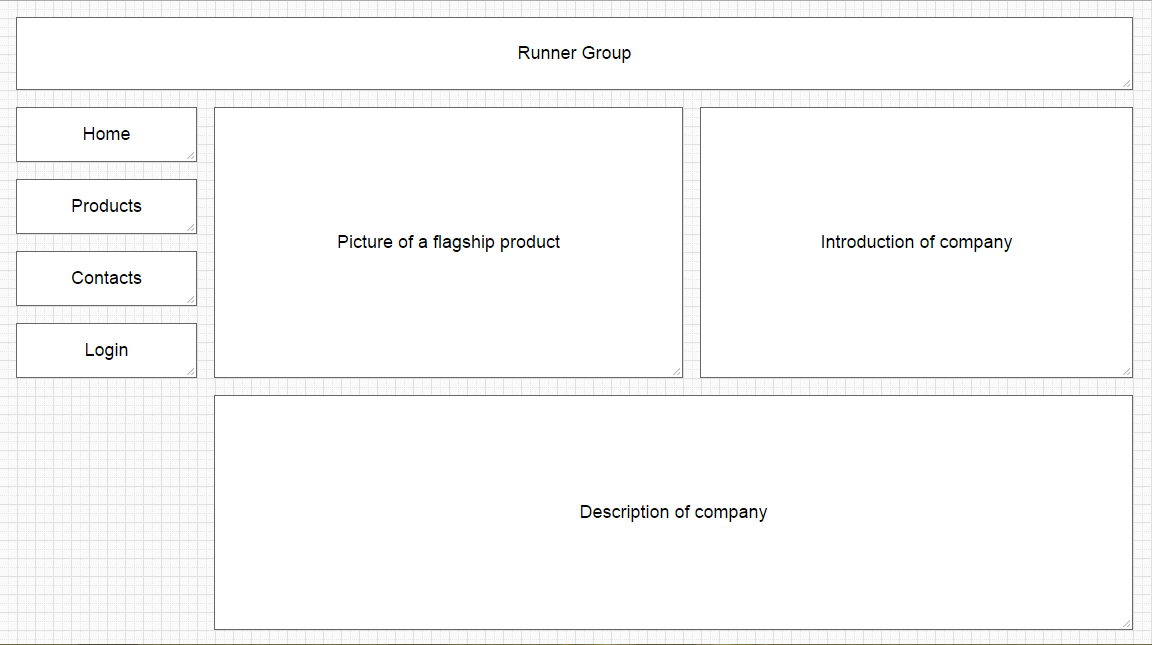 Runner Group
Home
Products
Contacts
Login
Picture of a flagship product
Introduction of company
Description of company